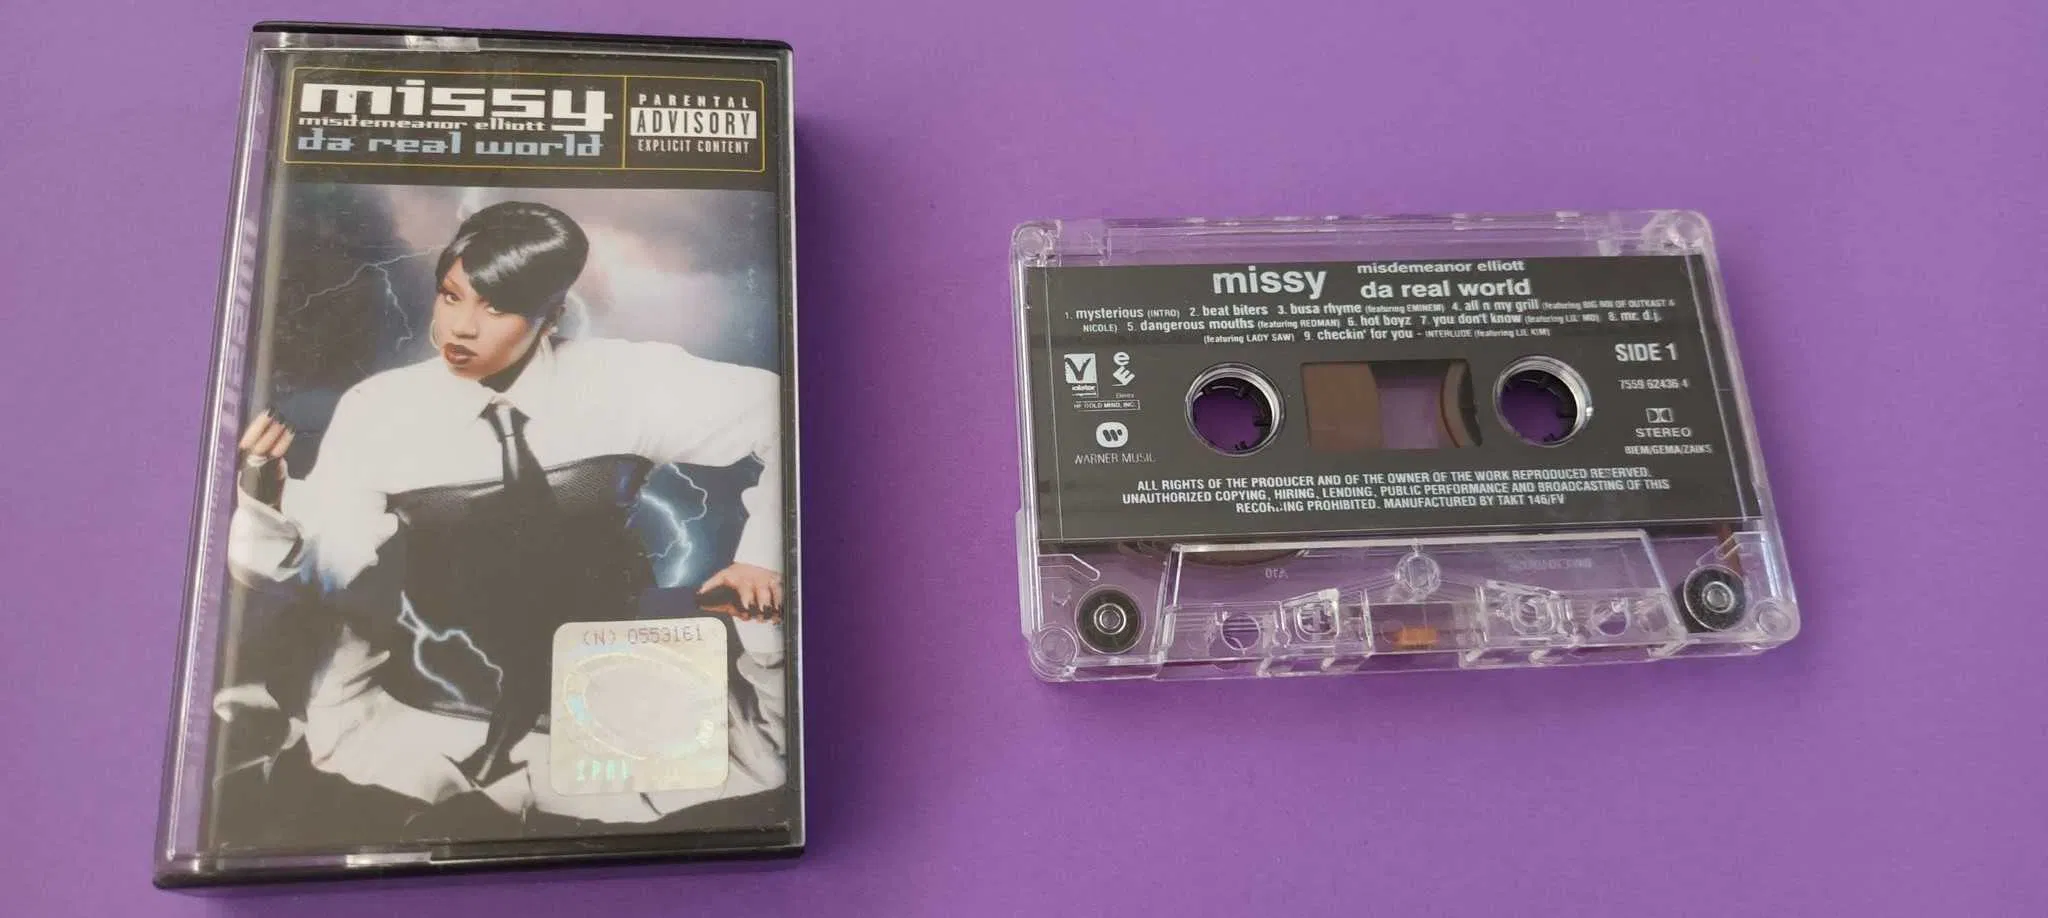 missy
misdemeanor elliott
da real world
PARENTAL
ADVISORY
EXPLICIT CONTENT
(N) 0553161
missy misdemeanor elliott
da real world
1. mysterious (INTRO) 2. beat biters 3. busa rhyme (featuring EMINEM) 4. all n my grill (featuring BIG BOI OF OUTKAST &
NICOLE) 5. dangerous mouths (featuring REDMAN) 6. hot boyz 7. you don't know (featuring LIL' MO) 8. mr. d.j.
(featuring LADY SAW) 9. checkin' for you - INTERLUDE (featuring LIL KIM)
SIDE 1
7559 62436 4
STEREO
BIEM/GEMA/ZAIKS
WARNER MUSIC
ALL RIGHTS OF THE PRODUCER AND OF THE OWNER OF THE WORK REPRODUCED RESERVED.
UNAUTHORIZED COPYING, HIRING, LENDING, PUBLIC PERFORMANCE AND BROADCASTING OF THIS
RECORDING PROHIBITED. MANUFACTURED BY TAKT 146/FV